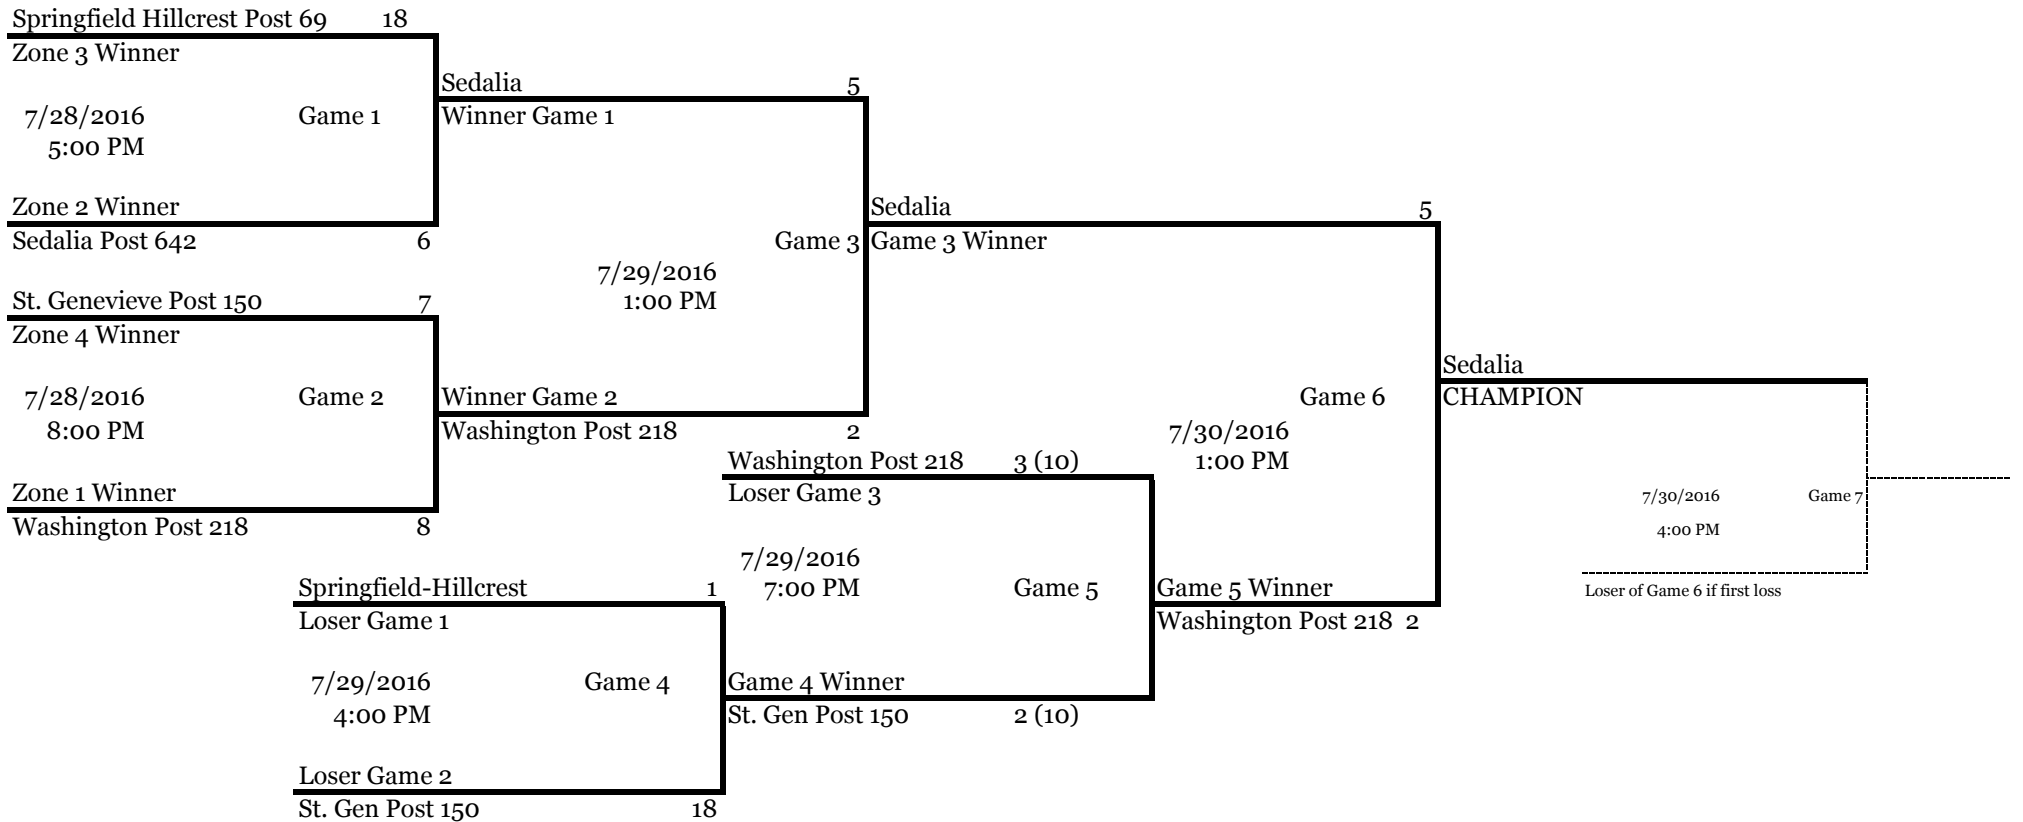 Springfield Hillcrest Post 69 18
Zone 3 Winner
Sedalia 5
7/28/2016 Game 1 Winner Game 1
5:00 PM
Zone 2 Winner
Sedalia 5
Sedalia Post 642 6
Game 3 Game 3 Winner
7/29/2016
1:00 PM
St. Genevieve Post 150 7
Zone 4 Winner
Sedalia
7/28/2016 Game 2 Winner Game 2
Game 6 CHAMPION
8:00 PM
Washington Post 218 2
7/30/2016
1:00 PM
Washington Post 218 3 (10)
Zone 1 Winner
Loser Game 3
7/30/2016 Game 7
Washington Post 218 8
4:00 PM
7/29/2016
7:00 PM Game 5
Springfield-Hillcrest 1
Game 5 Winner
Loser of Game 6 if first loss
Loser Game 1
Washington Post 218 2
7/29/2016 Game 4
4:00 PM
Game 4 Winner
St. Gen Post 150 2 (10)
Loser Game 2
St. Gen Post 150 18